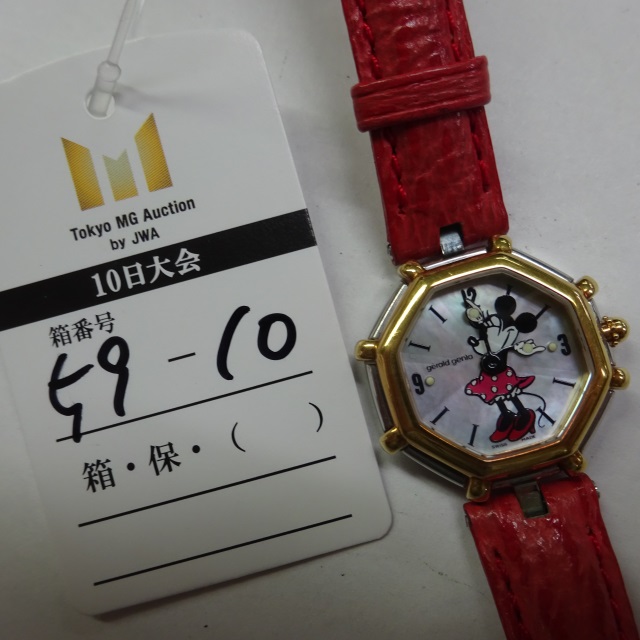 Tokyo MG Auction
by JWA
10日大会
箱番号
59-10
箱・保・（　　）
12
3
9
gerald genta